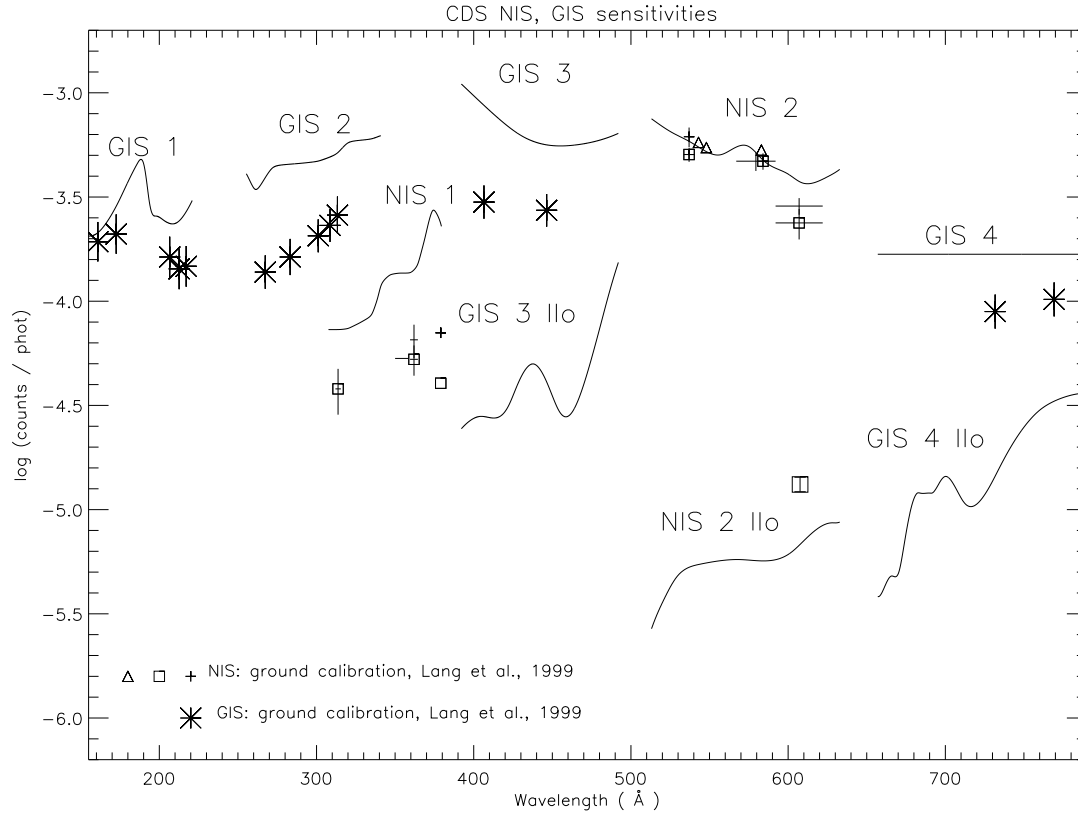 CDS NIS, GIS sensitivities
log (counts / phot)
−3.0
−3.5
−4.0
−4.5
−5.0
−5.5
−6.0
GIS 1
GIS 2
GIS 3
NIS 1
NIS 2
GIS 4
GIS 3 IIo
GIS 4 IIo
NIS 2 IIo
NIS: ground calibration, Lang et al., 1999
GIS: ground calibration, Lang et al., 1999
200
300
400
500
600
700
Wavelength ( Å )